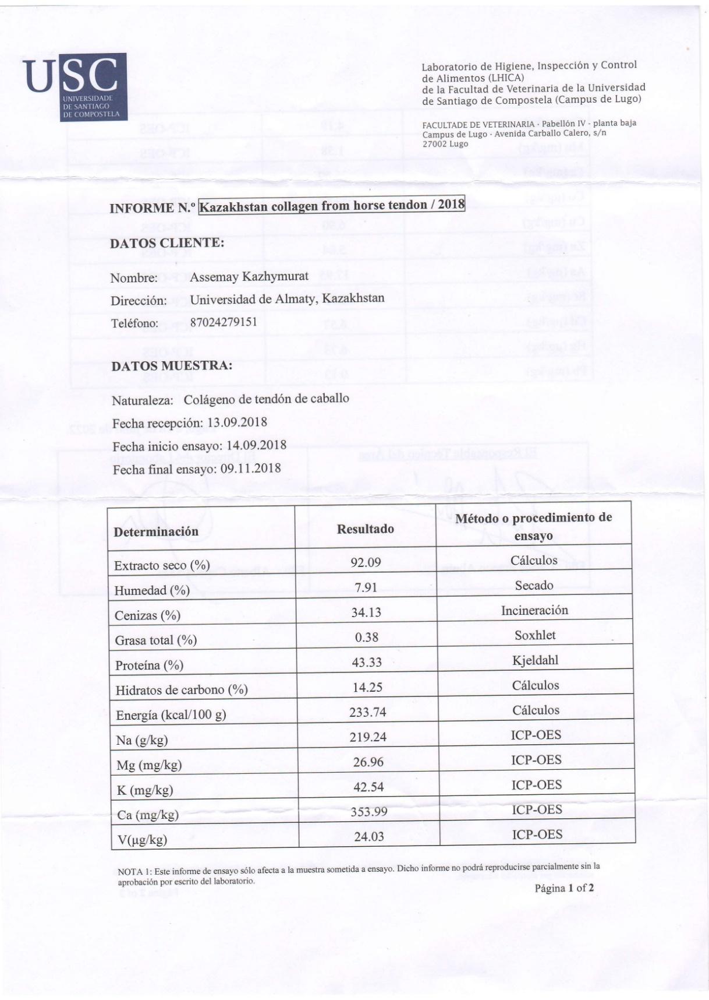 USC
UNIVERSIDADE
DE SANTIAGO
DE COMPOSTELA
Laboratorio de Higiene, Inspección y Control
de Alimentos (LHICA)
de la Facultad de Veterinaria de la Universidad
de Santiago de Compostela (Campus de Lugo)
FACULTADE DE VETERINARIA · Pabellón IV - planta baja
Campus de Lugo · Avenida Carballo Calero, s/n
27002 Lugo
INFORME N.º Kazakhstan collagen from horse tendon / 2018
DATOS CLIENTE:
Nombre: Assemay Kazhymurat
Dirección: Universidad de Almaty, Kazakhstan
Teléfono: 87024279151
DATOS MUESTRA:
Naturaleza: Colágeno de tendón de caballo
Fecha recepción: 13.09.2018
Fecha inicio ensayo: 14.09.2018
Fecha final ensayo: 09.11.2018
Determinación Resultado Método o procedimiento de
ensayo
Extracto seco (%) 92.09 Cálculos
Humedad (%) 7.91 Secado
Cenizas (%) 34.13 Incineración
Grasa total (%) 0.38 Soxhlet
Proteína (%) 43.33 Kjeldahl
Hidratos de carbono (%) 14.25 Cálculos
Energía (kcal/100 g) 233.74 Cálculos
Na (g/kg) 219.24 ICP-OES
Mg (mg/kg) 26.96 ICP-OES
K (mg/kg) 42.54 ICP-OES
Ca (mg/kg) 353.99 ICP-OES
V(µg/kg) 24.03 ICP-OES
NOTA 1: Este informe de ensayo sólo afecta a la muestra sometida a ensayo. Dicho informe no podrá reproducirse parcialmente sin la
aprobación por escrito del laboratorio.
Página 1 of 2